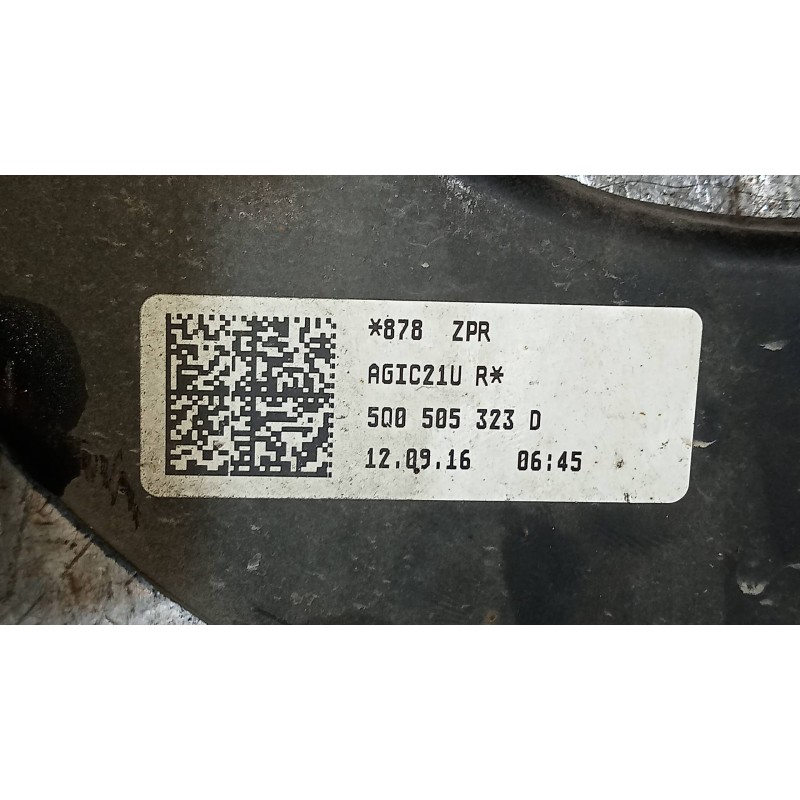 *878 ZPR
AGIC21U R*
5Q0 505 323 D
12.09.16 06:45